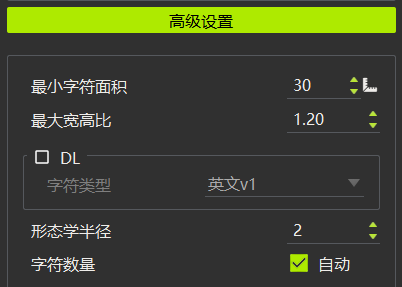 高级设置
最小字符面积 30
最大宽高比 1.20
DL
字符类型 英文v1
形态学半径 2
字符数量 自动